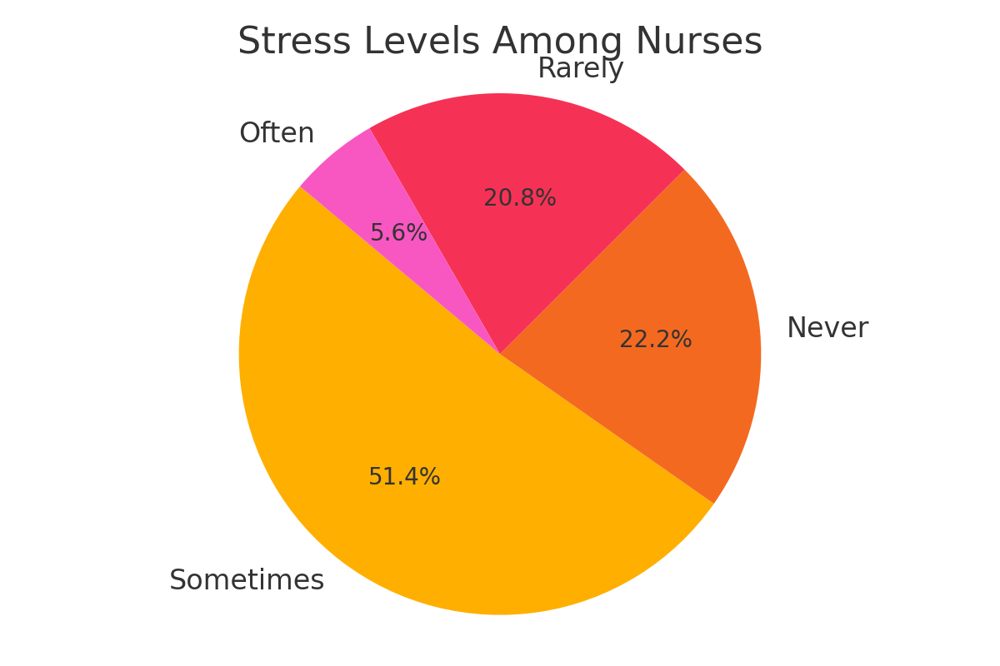 Stress Levels Among Nurses
Rarely
Often
20.8%
5.6%
Never
22.2%
51.4%
Sometimes